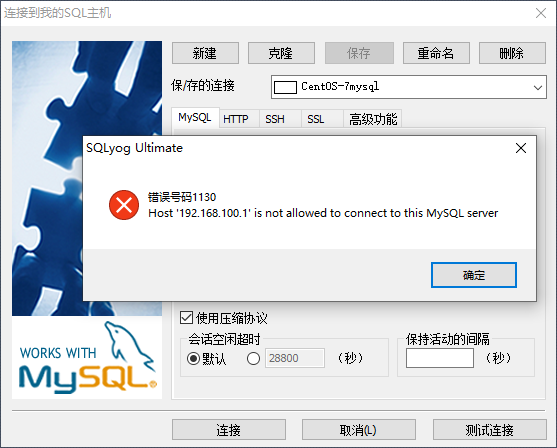 连接到我的SQL主机
新建
克隆
保存
重命名
删除
保/存的连接
CentOS-7mysql
MySQL
HTTP
SSH
SSL
高级功能
SQLyog Ultimate
错误号码1130
Host '192.168.100.1' is not allowed to connect to this MySQL server
确定
使用压缩协议
会话空闲超时
默认
28800
（秒）
保持活动的间隔
（秒）
WORKS WITH
MySQL®
连接
取消(L)
测试连接